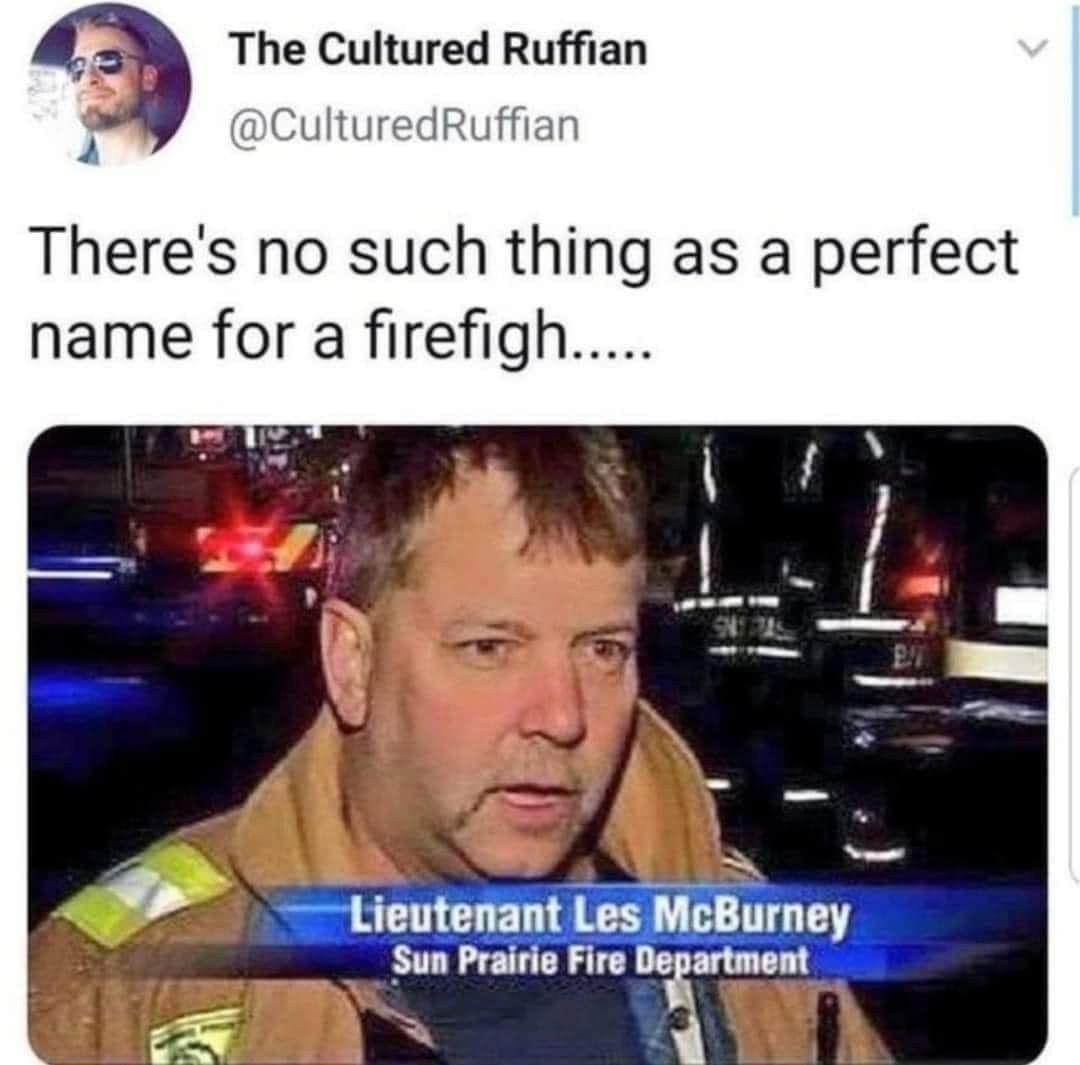 The Cultured Ruffian
@CulturedRuffian
There's no such thing as a perfect
name for a firefigh.....
Lieutenant Les McBurney
Sun Prairie Fire Department